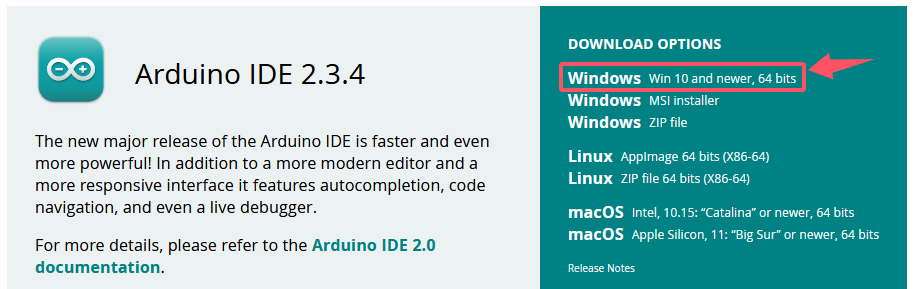 Arduino IDE 2.3.4
The new major release of the Arduino IDE is faster and even
more powerful! In addition to a more modern editor and a
more responsive interface it features autocompletion, code
navigation, and even a live debugger.
For more details, please refer to the Arduino IDE 2.0
documentation.
DOWNLOAD OPTIONS
Windows Win 10 and newer, 64 bits
Windows MSI installer
Windows ZIP file
Linux AppImage 64 bits (X86-64)
Linux ZIP file 64 bits (X86-64)
macOS Intel, 10.15: “Catalina” or newer, 64 bits
macOS Apple Silicon, 11: “Big Sur” or newer, 64 bits
Release Notes